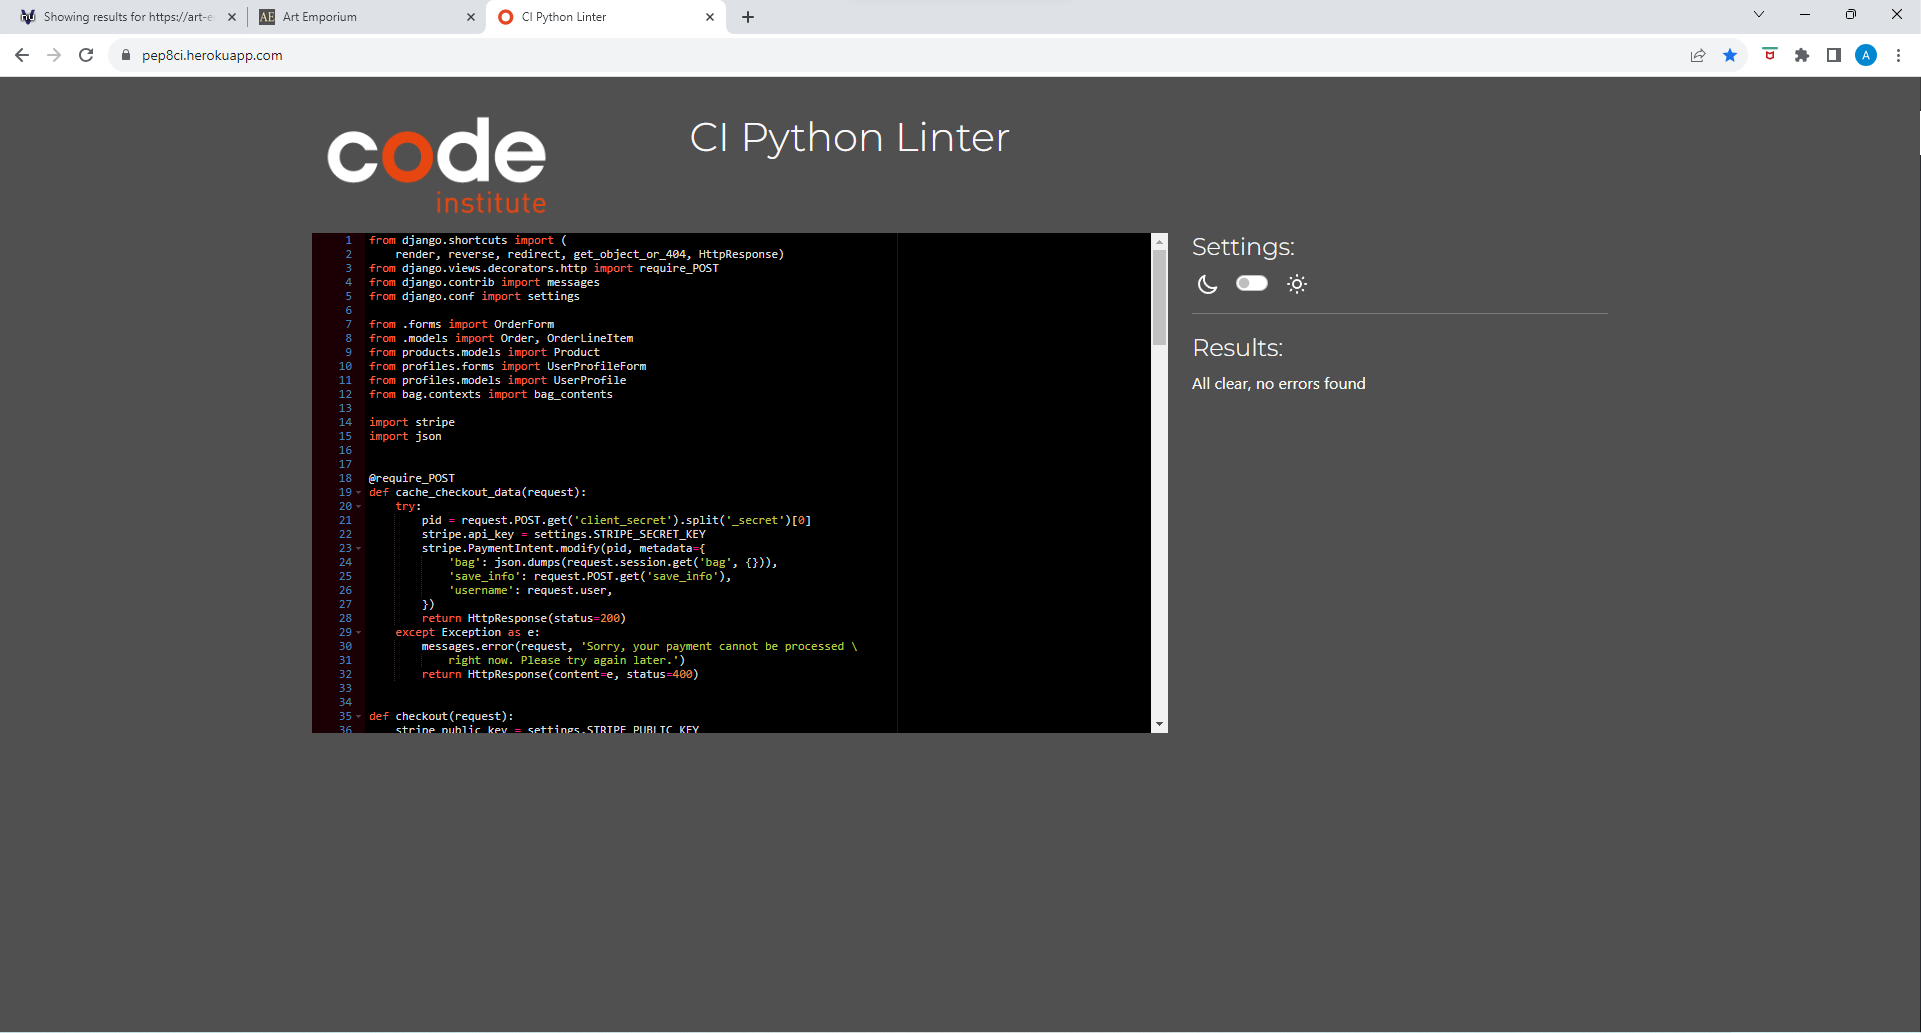 Showing results for https://art-e
AE Art Emporium
CI Python Linter
pep8ci.herokuapp.com
A
code
institute
CI Python Linter
1 from django.shortcuts import (
2     render, reverse, redirect, get_object_or_404, HttpResponse)
3 from django.views.decorators.http import require_POST
4 from django.contrib import messages
5 from django.conf import settings
6
7 from .forms import OrderForm
8 from .models import Order, OrderLineItem
9 from products.models import Product
10 from profiles.forms import UserProfileForm
11 from profiles.models import UserProfile
12 from bag.contexts import bag_contents
13
14 import stripe
15 import json
16
17
18 @require_POST
19 def cache_checkout_data(request):
20     try:
21         pid = request.POST.get('client_secret').split('_secret')[0]
22         stripe.api_key = settings.STRIPE_SECRET_KEY
23         stripe.PaymentIntent.modify(pid, metadata={
24             'bag': json.dumps(request.session.get('bag', {})),
25             'save_info': request.POST.get('save_info'),
26             'username': request.user,
27         })
28         return HttpResponse(status=200)
29     except Exception as e:
30         messages.error(request, 'Sorry, your payment cannot be processed \
31             right now. Please try again later.')
32         return HttpResponse(content=e, status=400)
33
34
35 def checkout(request):
36     stripe_public_key = settings.STRIPE_PUBLIC_KEY
Settings:
Results:
All clear, no errors found